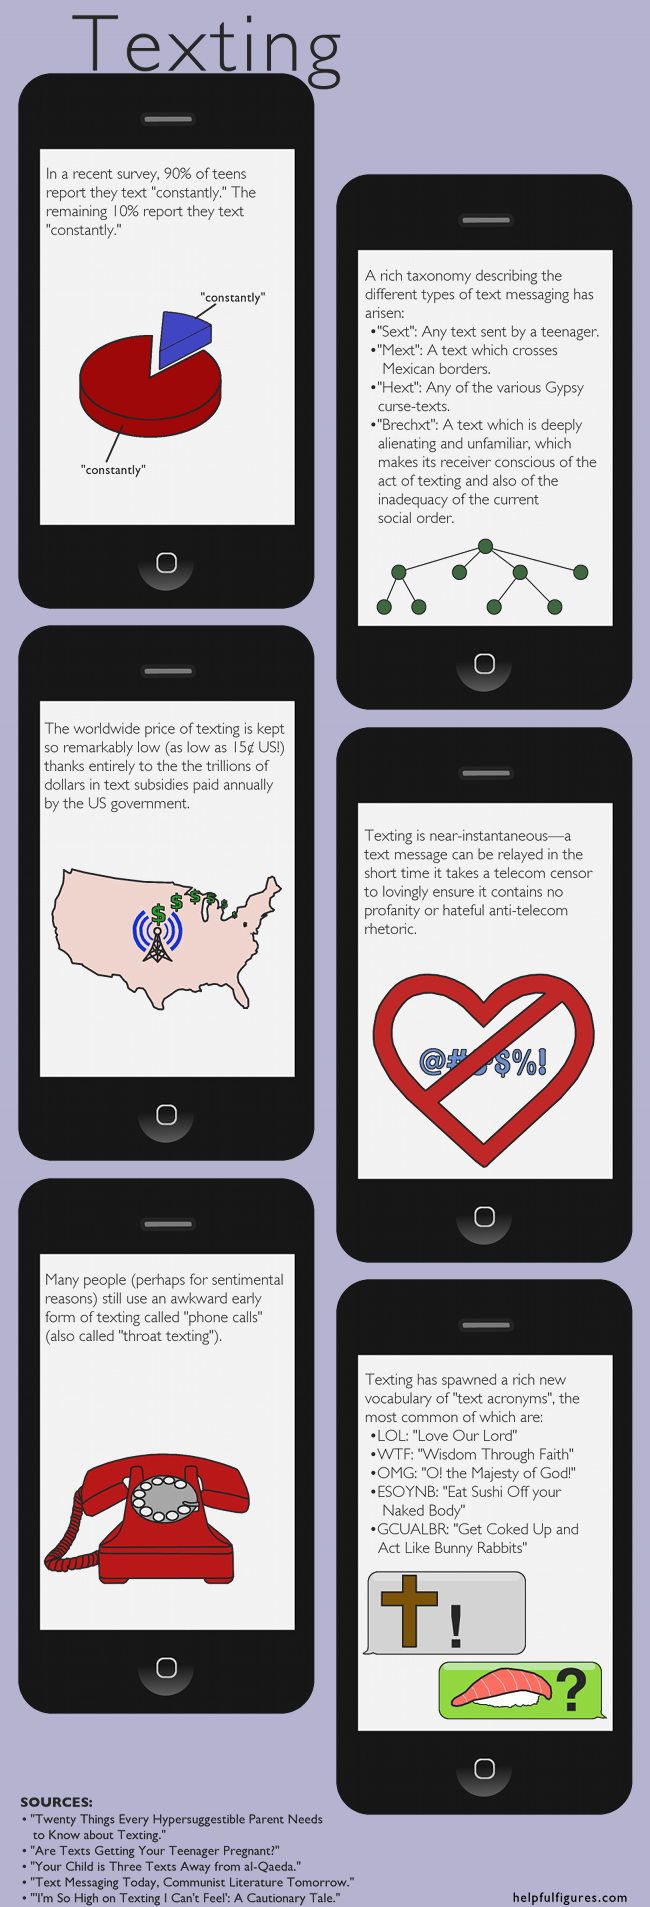 Texting
In a recent survey, 90% of teens
report they text "constantly." The
remaining 10% report they text
"constantly."
"constantly"
"constantly"
A rich taxonomy describing the
different types of text messaging has
arisen:
•"Sext": Any text sent by a teenager.
•"Mext": A text which crosses
Mexican borders.
•"Hext": Any of the various Gypsy
curse-texts.
•"Brechxt": A text which is deeply
alienating and unfamiliar, which
makes its receiver conscious of the
act of texting and also of the
inadequacy of the current
social order.
The worldwide price of texting is kept
so remarkably low (as low as 15¢ US!)
thanks entirely to the the trillions of
dollars in text subsidies paid annually
by the US government.
$ $ $ $ $ $
Texting is near-instantaneous—a
text message can be relayed in the
short time it takes a telecom censor
to lovingly ensure it contains no
profanity or hateful anti-telecom
rhetoric.
@#$%!
Many people (perhaps for sentimental
reasons) still use an awkward early
form of texting called "phone calls"
(also called "throat texting").
Texting has spawned a rich new
vocabulary of "text acronyms", the
most common of which are:
•LOL: "Love Our Lord"
•WTF: "Wisdom Through Faith"
•OMG: "O! the Majesty of God!"
•ESOYNB: "Eat Sushi Off your
Naked Body"
•GCUALBR: "Get Coked Up and
Act Like Bunny Rabbits"
!
?
SOURCES:
• "Twenty Things Every Hypersuggestible Parent Needs
to Know about Texting."
• "Are Texts Getting Your Teenager Pregnant?"
• "Your Child is Three Texts Away from al-Qaeda."
• "Text Messaging Today, Communist Literature Tomorrow."
• "'I'm So High on Texting I Can't Feel': A Cautionary Tale."
helpfulfigures.com